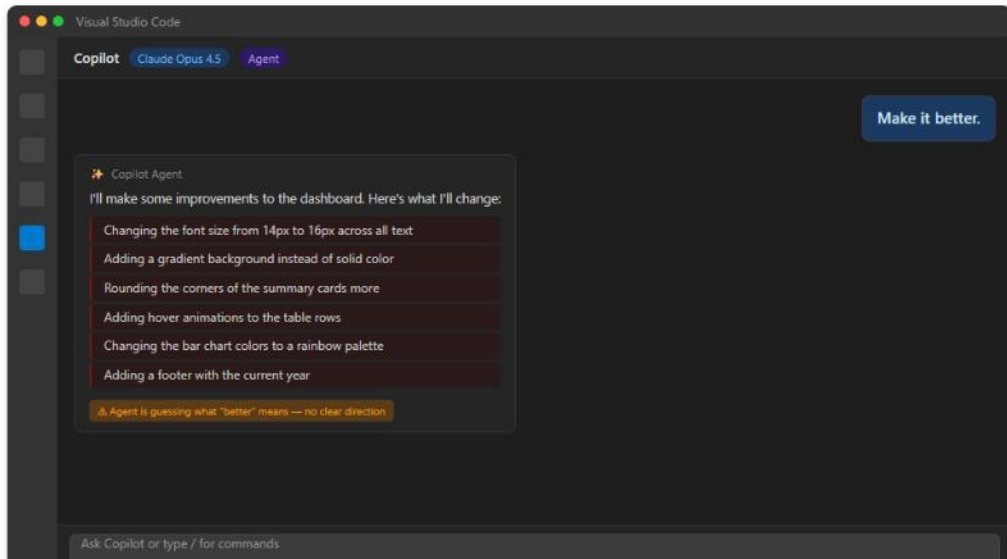 Visual Studio Code
Copilot Claude Opus 4.5 Agent
Make it better.
✨ Copilot Agent
I'll make some improvements to the dashboard. Here's what I'll change:
Changing the font size from 14px to 16px across all text
Adding a gradient background instead of solid color
Rounding the corners of the summary cards more
Adding hover animations to the table rows
Changing the bar chart colors to a rainbow palette
Adding a footer with the current year
⚠ Agent is guessing what "better" means — no clear direction
Ask Copilot or type / for commands